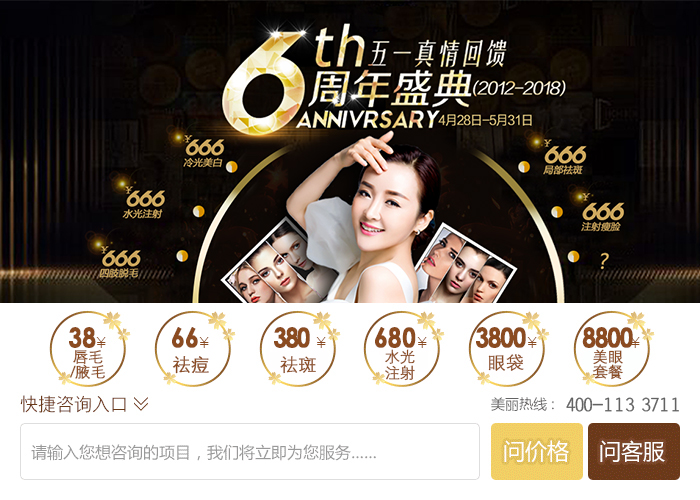 6th
五一真情回馈
周年盛典(2012-2018)
ANNIVRSARY 4月28日-5月31日
¥666
冷光美白
¥666
局部祛斑
¥666
水光注射
¥666
注射瘦脸
¥666
四肢脱毛
?
38¥
唇毛
/腋毛
66¥
祛痘
380¥
祛斑
680¥
水光
注射
3800¥
眼袋
8800¥
美眼
套餐
快捷咨询入口
美丽热线： 400-113 3711
请输入您想咨询的项目，我们将立即为您服务......
问价格
问客服